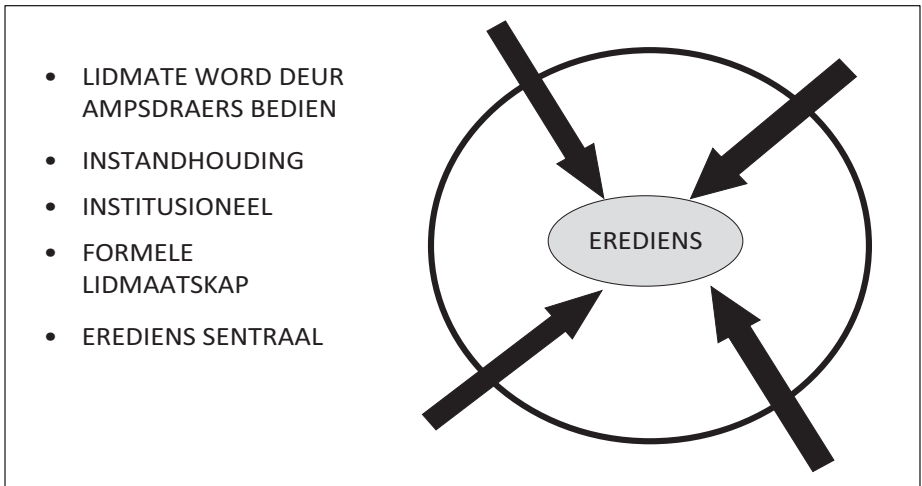 • LIDMATE WORD DEUR
AMPSDRAERS BEDIEN
• INSTANDHOUDING
• INSTITUSIONEEL
• FORMELE
LIDMAATSKAP
• EREDIENS SENTRAAL
EREDIENS